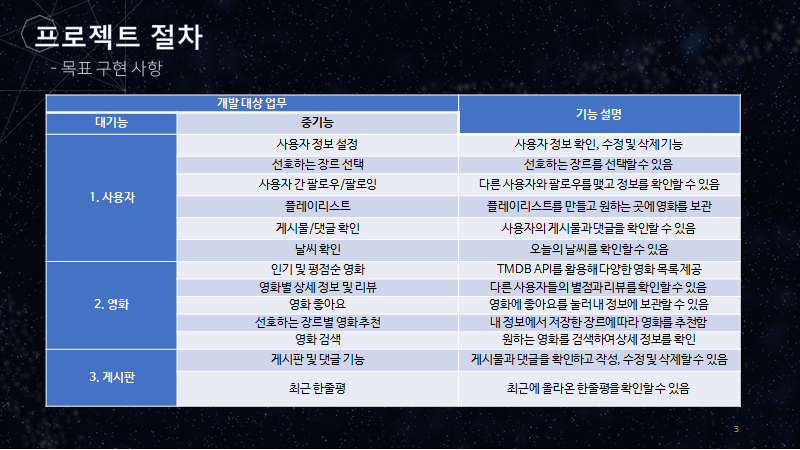 프로젝트 절차
- 목표 구현 사항
개발 대상 업무
기능 설명
대기능
중기능
1. 사용자
사용자 정보 설정
사용자 정보 확인, 수정 및 삭제 기능
선호하는 장르 선택
선호하는 장르를 선택할 수 있음
사용자 간 팔로우/팔로잉
다른 사용자와 팔로우를 맺고 정보를 확인할 수 있음
플레이리스트
플레이리스트를 만들고 원하는 곳에 영화를 보관
게시물/댓글 확인
사용자의 게시물과 댓글을 확인할 수 있음
날씨 확인
오늘의 날씨를 확인할 수 있음
2. 영화
인기 및 평점순 영화
TMDB API를 활용해 다양한 영화 목록 제공
영화별 상세 정보 및 리뷰
다른 사용자들의 별점과 리뷰를 확인할 수 있음
영화 좋아요
영화에 좋아요를 눌러 내 정보에 보관할 수 있음
선호하는 장르별 영화 추천
내 정보에서 저장한 장르에 따라 영화를 추천함
영화 검색
원하는 영화를 검색하여 상세 정보를 확인
3. 게시판
게시판 및 댓글 기능
게시물과 댓글을 확인하고 작성, 수정 및 삭제할 수 있음
최근 한줄평
최근에 올라온 한줄평을 확인할 수 있음
3